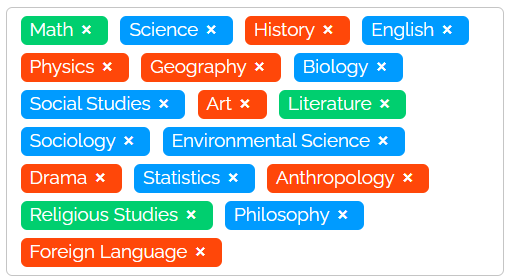 Math × Science × History × English ×
Physics × Geography × Biology ×
Social Studies × Art × Literature ×
Sociology × Environmental Science ×
Drama × Statistics × Anthropology ×
Religious Studies × Philosophy ×
Foreign Language ×